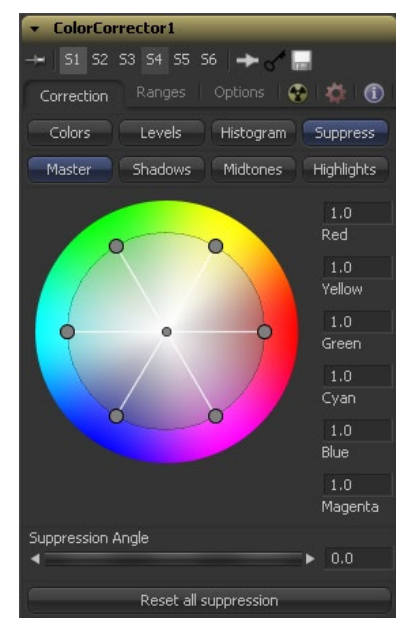 ColorCorrector1
S1 S2 S3 S4 S5 S6
Correction Ranges Options
Colors Levels Histogram Suppress
Master Shadows Midtones Highlights
1.0
Red
1.0
Yellow
1.0
Green
1.0
Cyan
1.0
Blue
1.0
Magenta
Suppression Angle
0.0
Reset all suppression